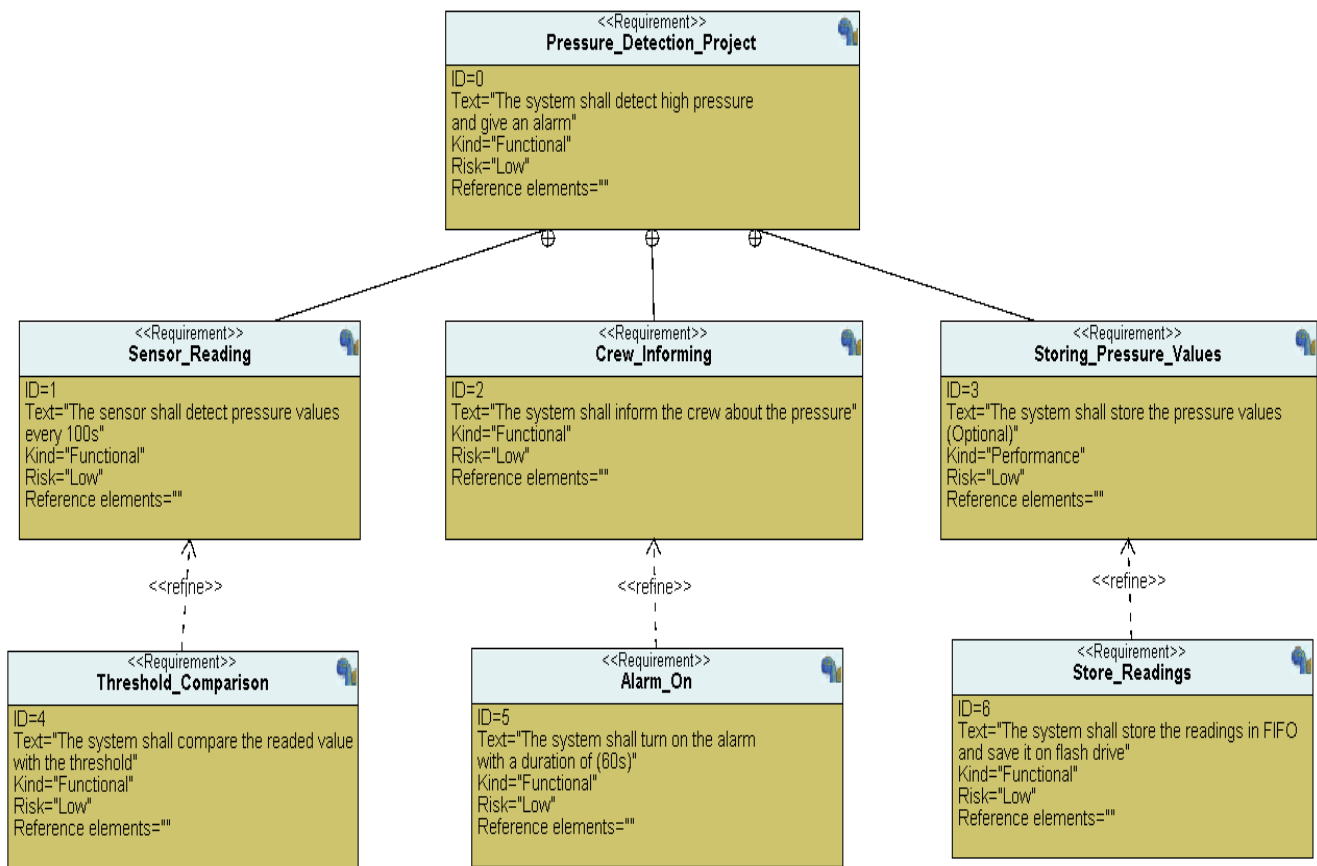 <<Requirement>>
Pressure_Detection_Project
ID=0
Text="The system shall detect high pressure
and give an alarm"
Kind="Functional"
Risk="Low"
Reference elements=""
<<Requirement>>
Sensor_Reading
ID=1
Text="The sensor shall detect pressure values
every 100s"
Kind="Functional"
Risk="Low"
Reference elements=""
<<Requirement>>
Crew_Informing
ID=2
Text="The system shall inform the crew about the pressure"
Kind="Functional"
Risk="Low"
Reference elements=""
<<Requirement>>
Storing_Pressure_Values
ID=3
Text="The system shall store the pressure values
(Optional)"
Kind="Performance"
Risk="Low"
Reference elements=""
<<refine>>
<<refine>>
<<refine>>
<<Requirement>>
Threshold_Comparison
ID=4
Text="The system shall compare the readed value
with the threshold"
Kind="Functional"
Risk="Low"
Reference elements=""
<<Requirement>>
Alarm_On
ID=5
Text="The system shall turn on the alarm
with a duration of (60s)"
Kind="Functional"
Risk="Low"
Reference elements=""
<<Requirement>>
Store_Readings
ID=6
Text="The system shall store the readings in FIFO
and save it on flash drive"
Kind="Functional"
Risk="Low"
Reference elements=""